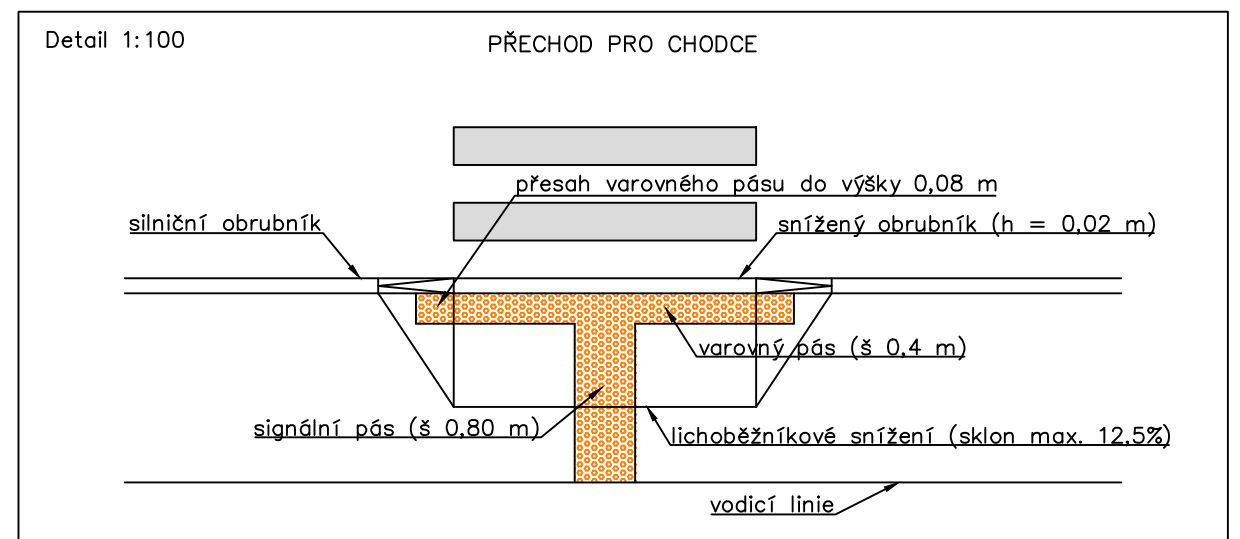 Detail 1:100
PŘECHOD PRO CHODCE
přesah varovného pásu do výšky 0,08 m
silniční obrubník
snížený obrubník (h = 0,02 m)
varovný pás (š 0,4 m)
signální pás (š 0,80 m)
lichoběžníkové snížení (sklon max. 12,5%)
vodicí linie